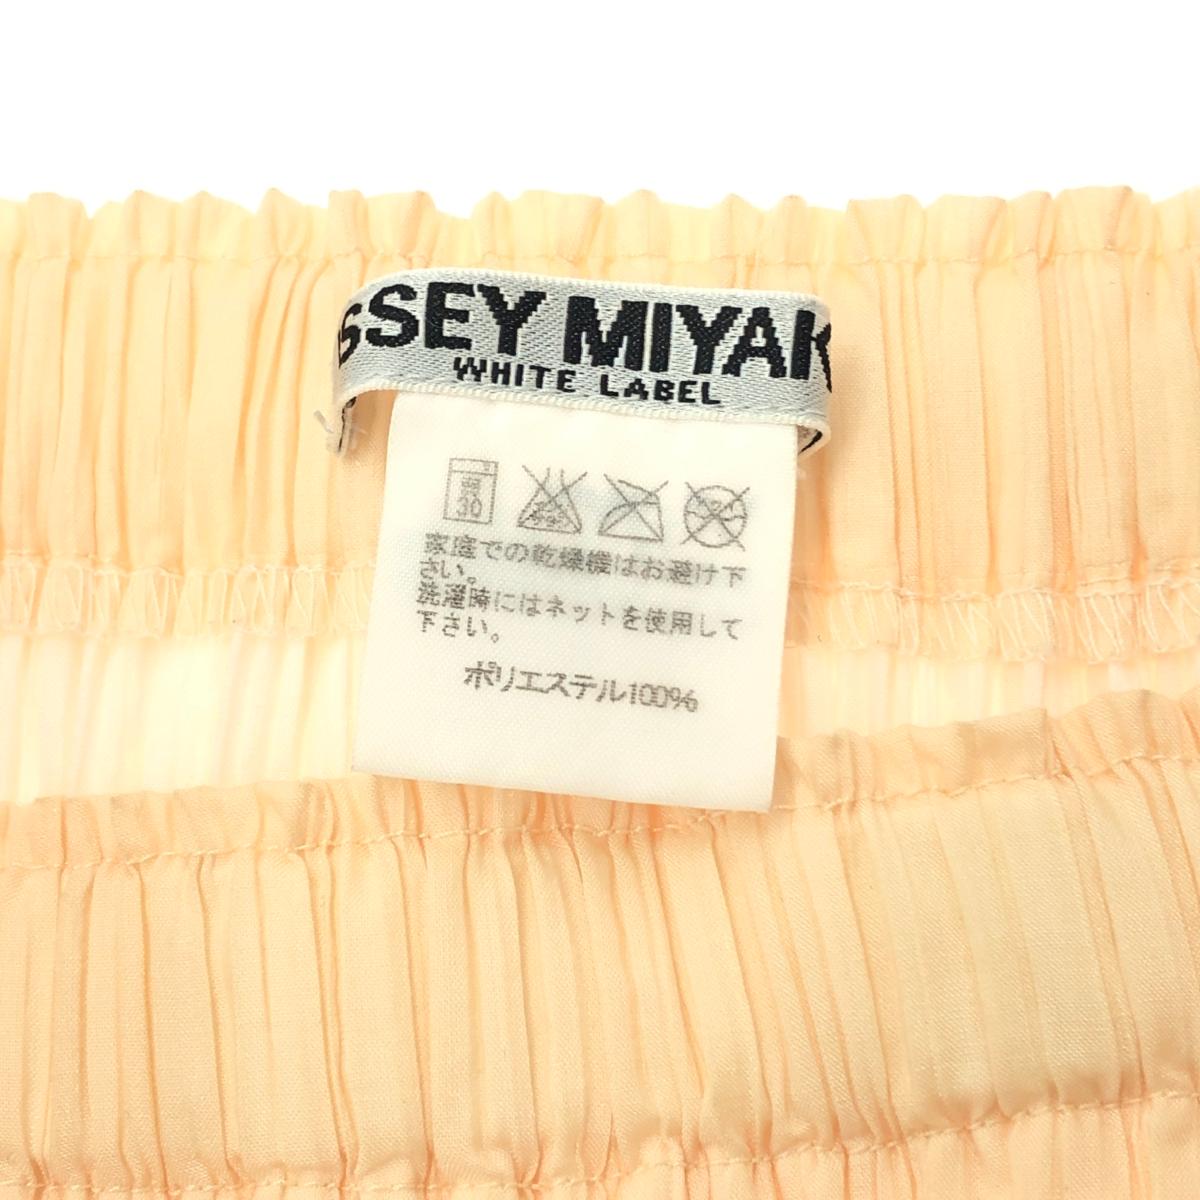 SSEY MIYAK
WHITE LABEL
弱
30
家庭での乾燥機はお避け下
さい。
洗濯時にはネットを使用して
下さい。
ポリエステル100%